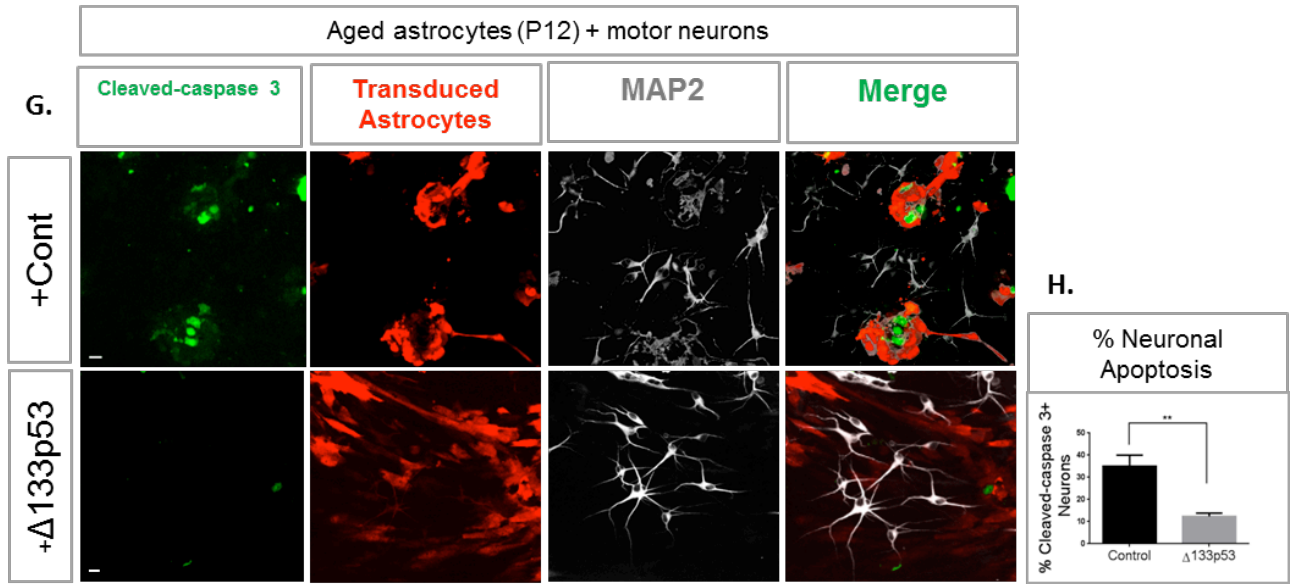 Aged astrocytes (P12) + motor neurons
G.
Cleaved-caspase 3
Transduced
Astrocytes
MAP2
Merge
+Cont
+Δ133p53
H.
% Neuronal
Apoptosis
% Cleaved-caspase 3+
Neurons
**
50
40
30
20
10
0
Control
Δ133p53